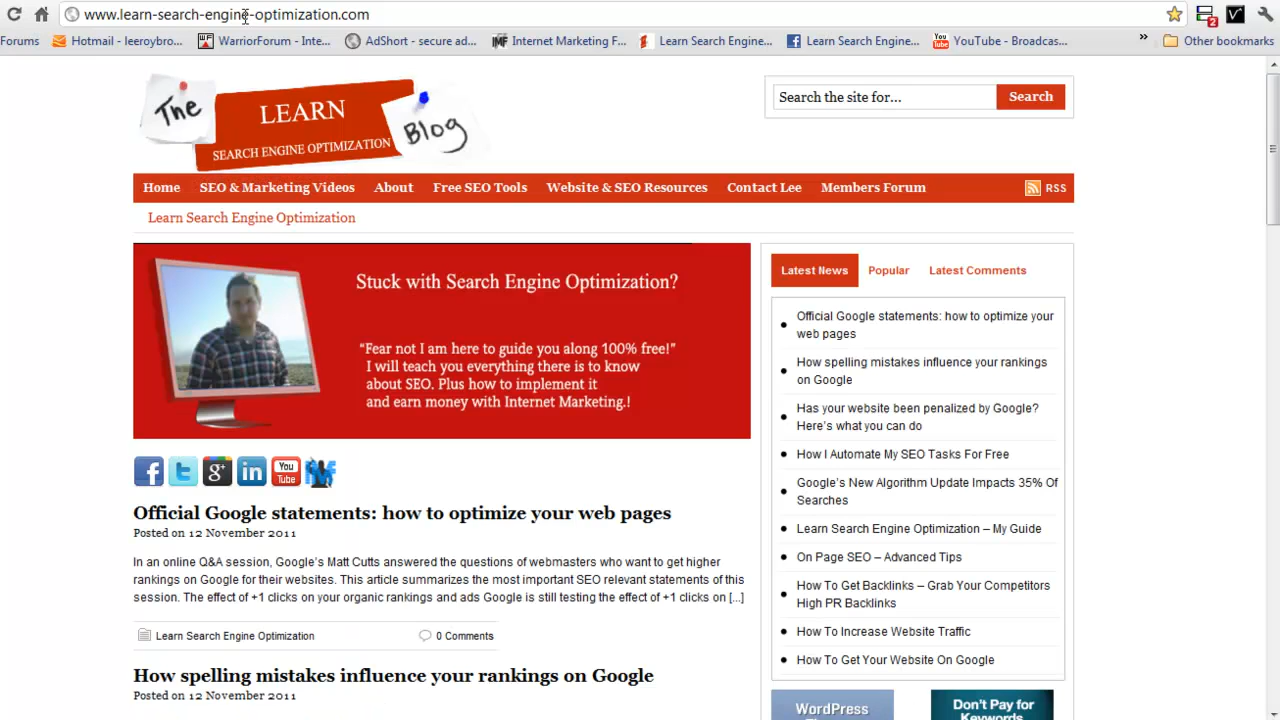 www.learn-search-engine-optimization.com
2
Forums Hotmail - leeroybro... WarriorForum - Inte... AdShort - secure ad... Internet Marketing F... Learn Search Engine... Learn Search Engine... YouTube - Broadcas... » Other bookmarks
The
LEARN
SEARCH ENGINE OPTIMIZATION
Blog
Search the site for... Search
Home SEO & Marketing Videos About Free SEO Tools Website & SEO Resources Contact Lee Members Forum RSS
Learn Search Engine Optimization
Stuck with Search Engine Optimization?
“Fear not I am here to guide you along 100% free!”
I will teach you everything there is to know
about SEO. Plus how to implement it
and earn money with Internet Marketing.!
Official Google statements: how to optimize your web pages
Posted on 12 November 2011
In an online Q&A session, Google’s Matt Cutts answered the questions of webmasters who want to get higher
rankings on Google for their websites. This article summarizes the most important SEO relevant statements of this
session. The effect of +1 clicks on your organic rankings and ads Google is still testing the effect of +1 clicks on [...]
Learn Search Engine Optimization 0 Comments
How spelling mistakes influence your rankings on Google
Posted on 12 November 2011
Latest News Popular Latest Comments
Official Google statements: how to optimize your
web pages
How spelling mistakes influence your rankings
on Google
Has your website been penalized by Google?
Here’s what you can do
How I Automate My SEO Tasks For Free
Google’s New Algorithm Update Impacts 35% Of
Searches
Learn Search Engine Optimization – My Guide
On Page SEO – Advanced Tips
How To Get Backlinks – Grab Your Competitors
High PR Backlinks
How To Increase Website Traffic
How To Get Your Website On Google
WordPress
Don't Pay for
Keywords